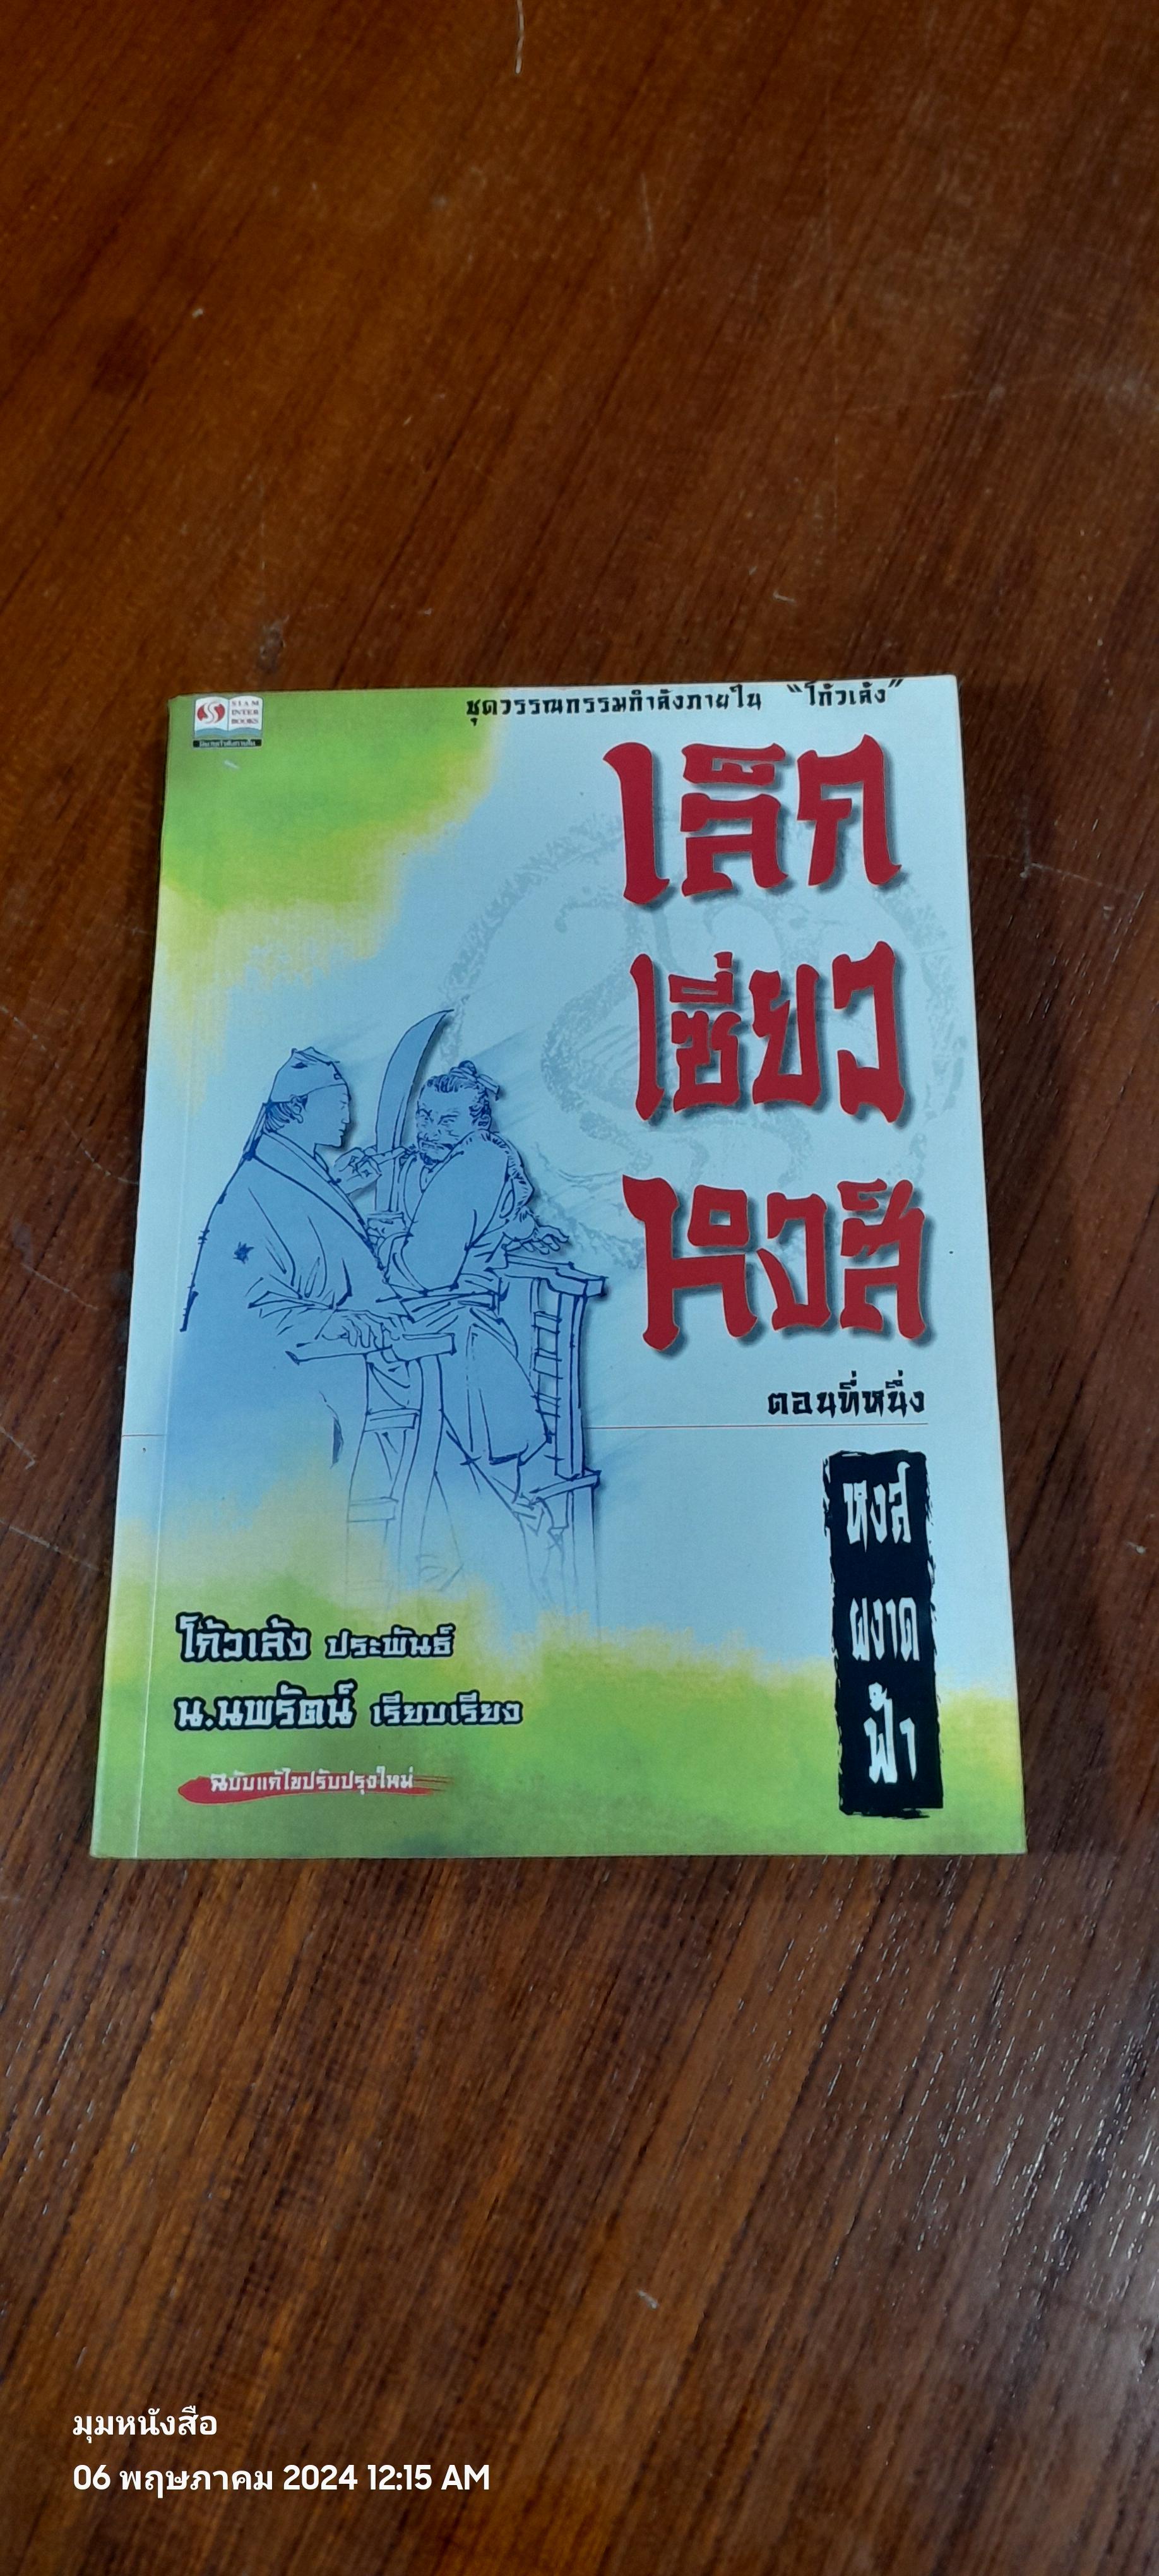 SIAM
INTER
BOOKS
ชุดวรรณกรรมกำลังภายใน “โก้วเล้ง”
เล็ก
เซียว
หงส์
ตอนที่หนึ่ง
หงส์
ผงาด
ฟ้า
โก้วเล้ง ประพันธ์
น.นพรัตน์ เรียบเรียง
ฉบับแก้ไขปรับปรุงใหม่
มุมหนังสือ
06 พฤษภาคม 2024 12:15 AM